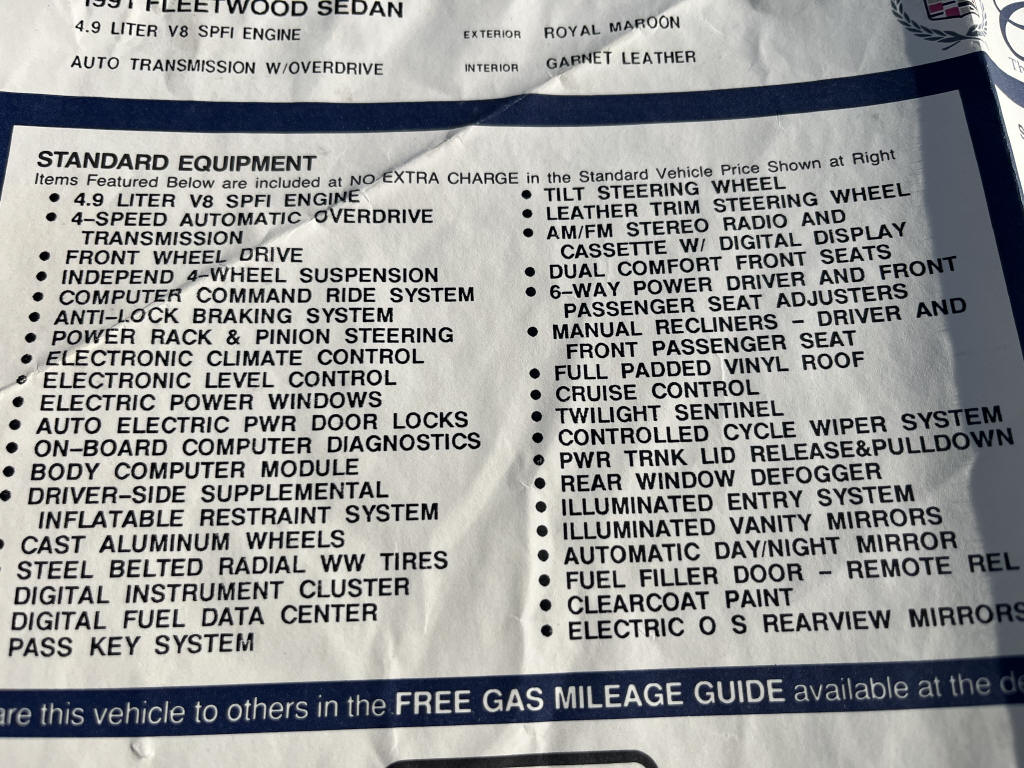 1991 FLEETWOOD SEDAN
4.9 LITER V8 SPFI ENGINE
EXTERIOR ROYAL MAROON
AUTO TRANSMISSION W/OVERDRIVE
INTERIOR GARNET LEATHER
STANDARD EQUIPMENT
Items Featured Below are included at NO EXTRA CHARGE in the Standard Vehicle Price Shown at Right
• 4.9 LITER V8 SPFI ENGINE
• 4-SPEED AUTOMATIC OVERDRIVE
TRANSMISSION
• FRONT WHEEL DRIVE
• INDEPEND 4-WHEEL SUSPENSION
• COMPUTER COMMAND RIDE SYSTEM
• ANTI-LOCK BRAKING SYSTEM
• POWER RACK & PINION STEERING
• ELECTRONIC CLIMATE CONTROL
• ELECTRONIC LEVEL CONTROL
• ELECTRIC POWER WINDOWS
• AUTO ELECTRIC PWR DOOR LOCKS
• ON-BOARD COMPUTER DIAGNOSTICS
• BODY COMPUTER MODULE
• DRIVER-SIDE SUPPLEMENTAL
INFLATABLE RESTRAINT SYSTEM
• CAST ALUMINUM WHEELS
• STEEL BELTED RADIAL WW TIRES
DIGITAL INSTRUMENT CLUSTER
DIGITAL FUEL DATA CENTER
PASS KEY SYSTEM
• TILT STEERING WHEEL
• LEATHER TRIM STEERING WHEEL
• AM/FM STEREO RADIO AND
CASSETTE W/ DIGITAL DISPLAY
• DUAL COMFORT FRONT SEATS
• 6-WAY POWER DRIVER AND FRONT
PASSENGER SEAT ADJUSTERS
• MANUAL RECLINERS - DRIVER AND
FRONT PASSENGER SEAT
• FULL PADDED VINYL ROOF
• CRUISE CONTROL
• TWILIGHT SENTINEL
• CONTROLLED CYCLE WIPER SYSTEM
• PWR TRNK LID RELEASE&PULLDOWN
• REAR WINDOW DEFOGGER
• ILLUMINATED ENTRY SYSTEM
• ILLUMINATED VANITY MIRRORS
• AUTOMATIC DAY/NIGHT MIRROR
• FUEL FILLER DOOR - REMOTE REL
• CLEARCOAT PAINT
• ELECTRIC O S REARVIEW MIRRORS
are this vehicle to others in the FREE GAS MILEAGE GUIDE available at the de